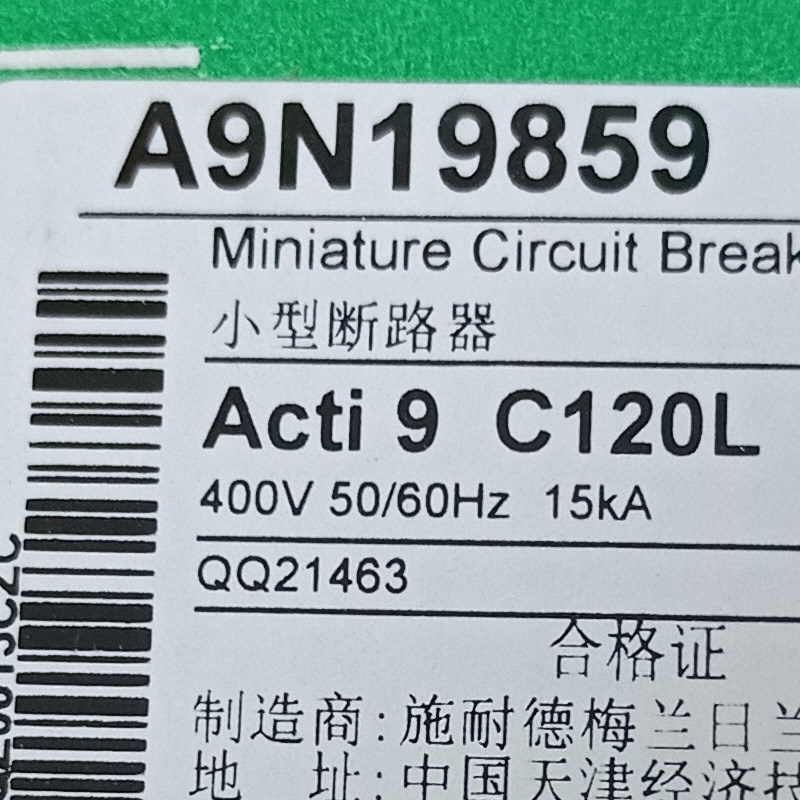 A9N19859
Miniature Circuit Break
小型断路器
Acti 9 C120L
400V 50/60Hz 15kA
QQ21463
合格证
制造商:施耐德梅兰日兰
地 址:中国天津经济技